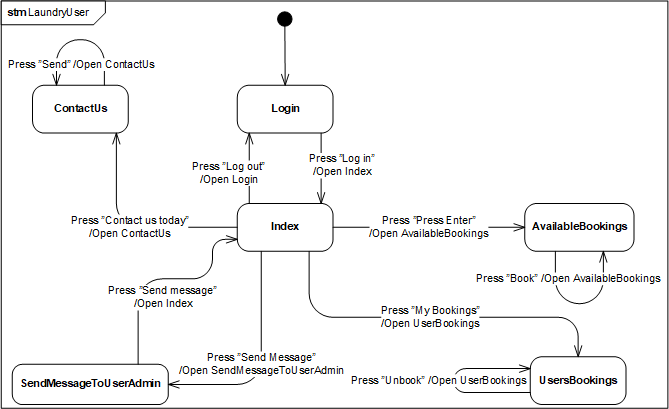 stm LaundryUser
Press "Send" /Open ContactUs
ContactUs
Login
Press "Log out"
/Open Login
Press "Log in"
/Open Index
Press "Contact us today"
/Open ContactUs
Index
Press "Press Enter"
/Open AvailableBookings
AvailableBookings
Press "Book" /Open AvailableBookings
Press "Send message"
/Open Index
Press "My Bookings"
/Open UserBookings
Press "Send Message"
/Open SendMessageToUserAdmin
SendMessageToUserAdmin
Press "Unbook" /Open UserBookings
UsersBookings